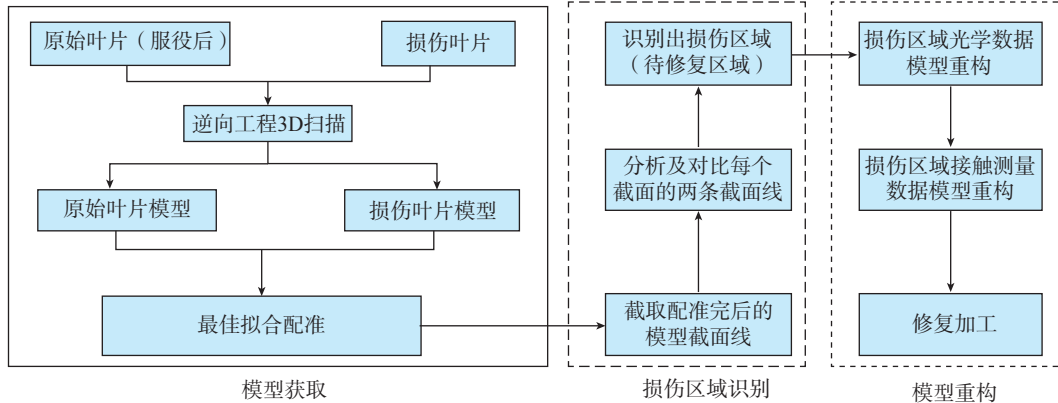 原始叶片（服役后）
损伤叶片
逆向工程3D扫描
原始叶片模型
损伤叶片模型
最佳拟合配准
模型获取
识别出损伤区域
（待修复区域）
分析及对比每个
截面的两条截面线
截取配准完后的
模型截面线
损伤区域识别
损伤区域光学数据
模型重构
损伤区域接触测量
数据模型重构
修复加工
模型重构